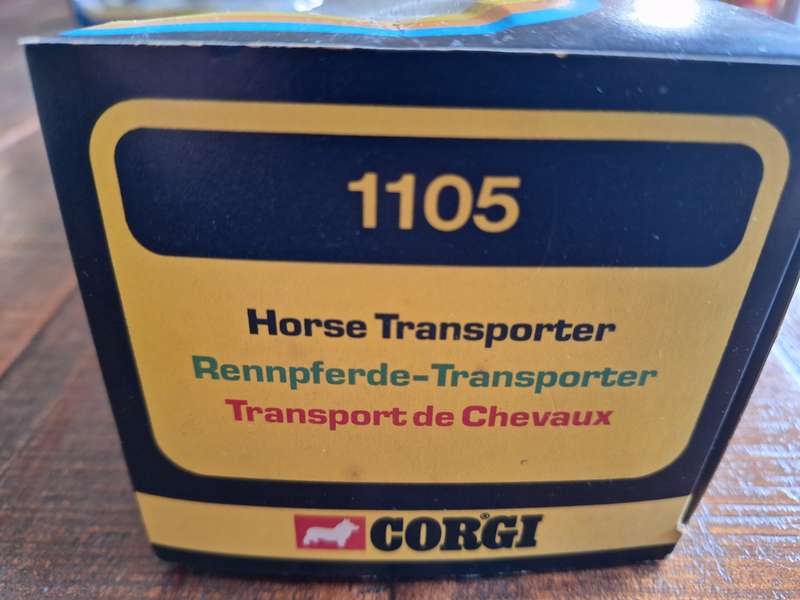 1105
Horse Transporter
Rennpferde-Transporter
Transport de Chevaux
CORGI®